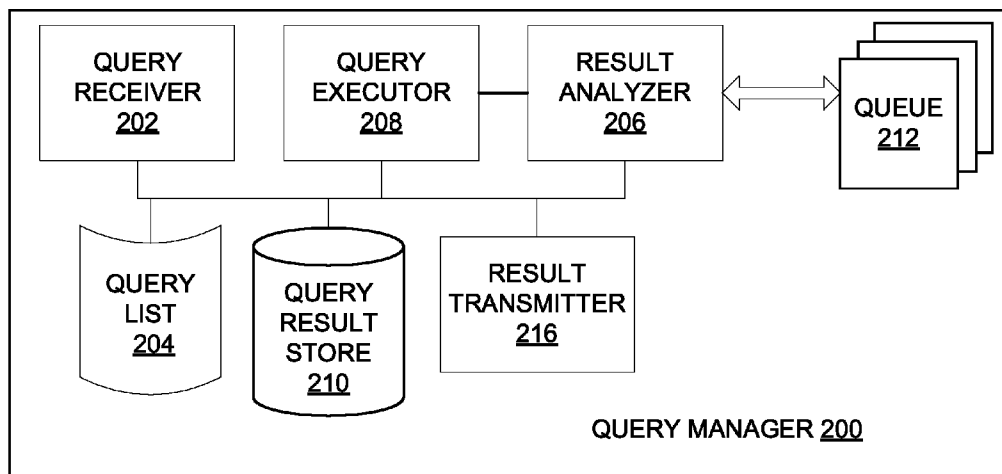 QUERY
RECEIVER
202
QUERY
EXECUTOR
208
RESULT
ANALYZER
206
QUEUE
212
QUERY
LIST
204
QUERY
RESULT
STORE
210
RESULT
TRANSMITTER
216
QUERY MANAGER 200